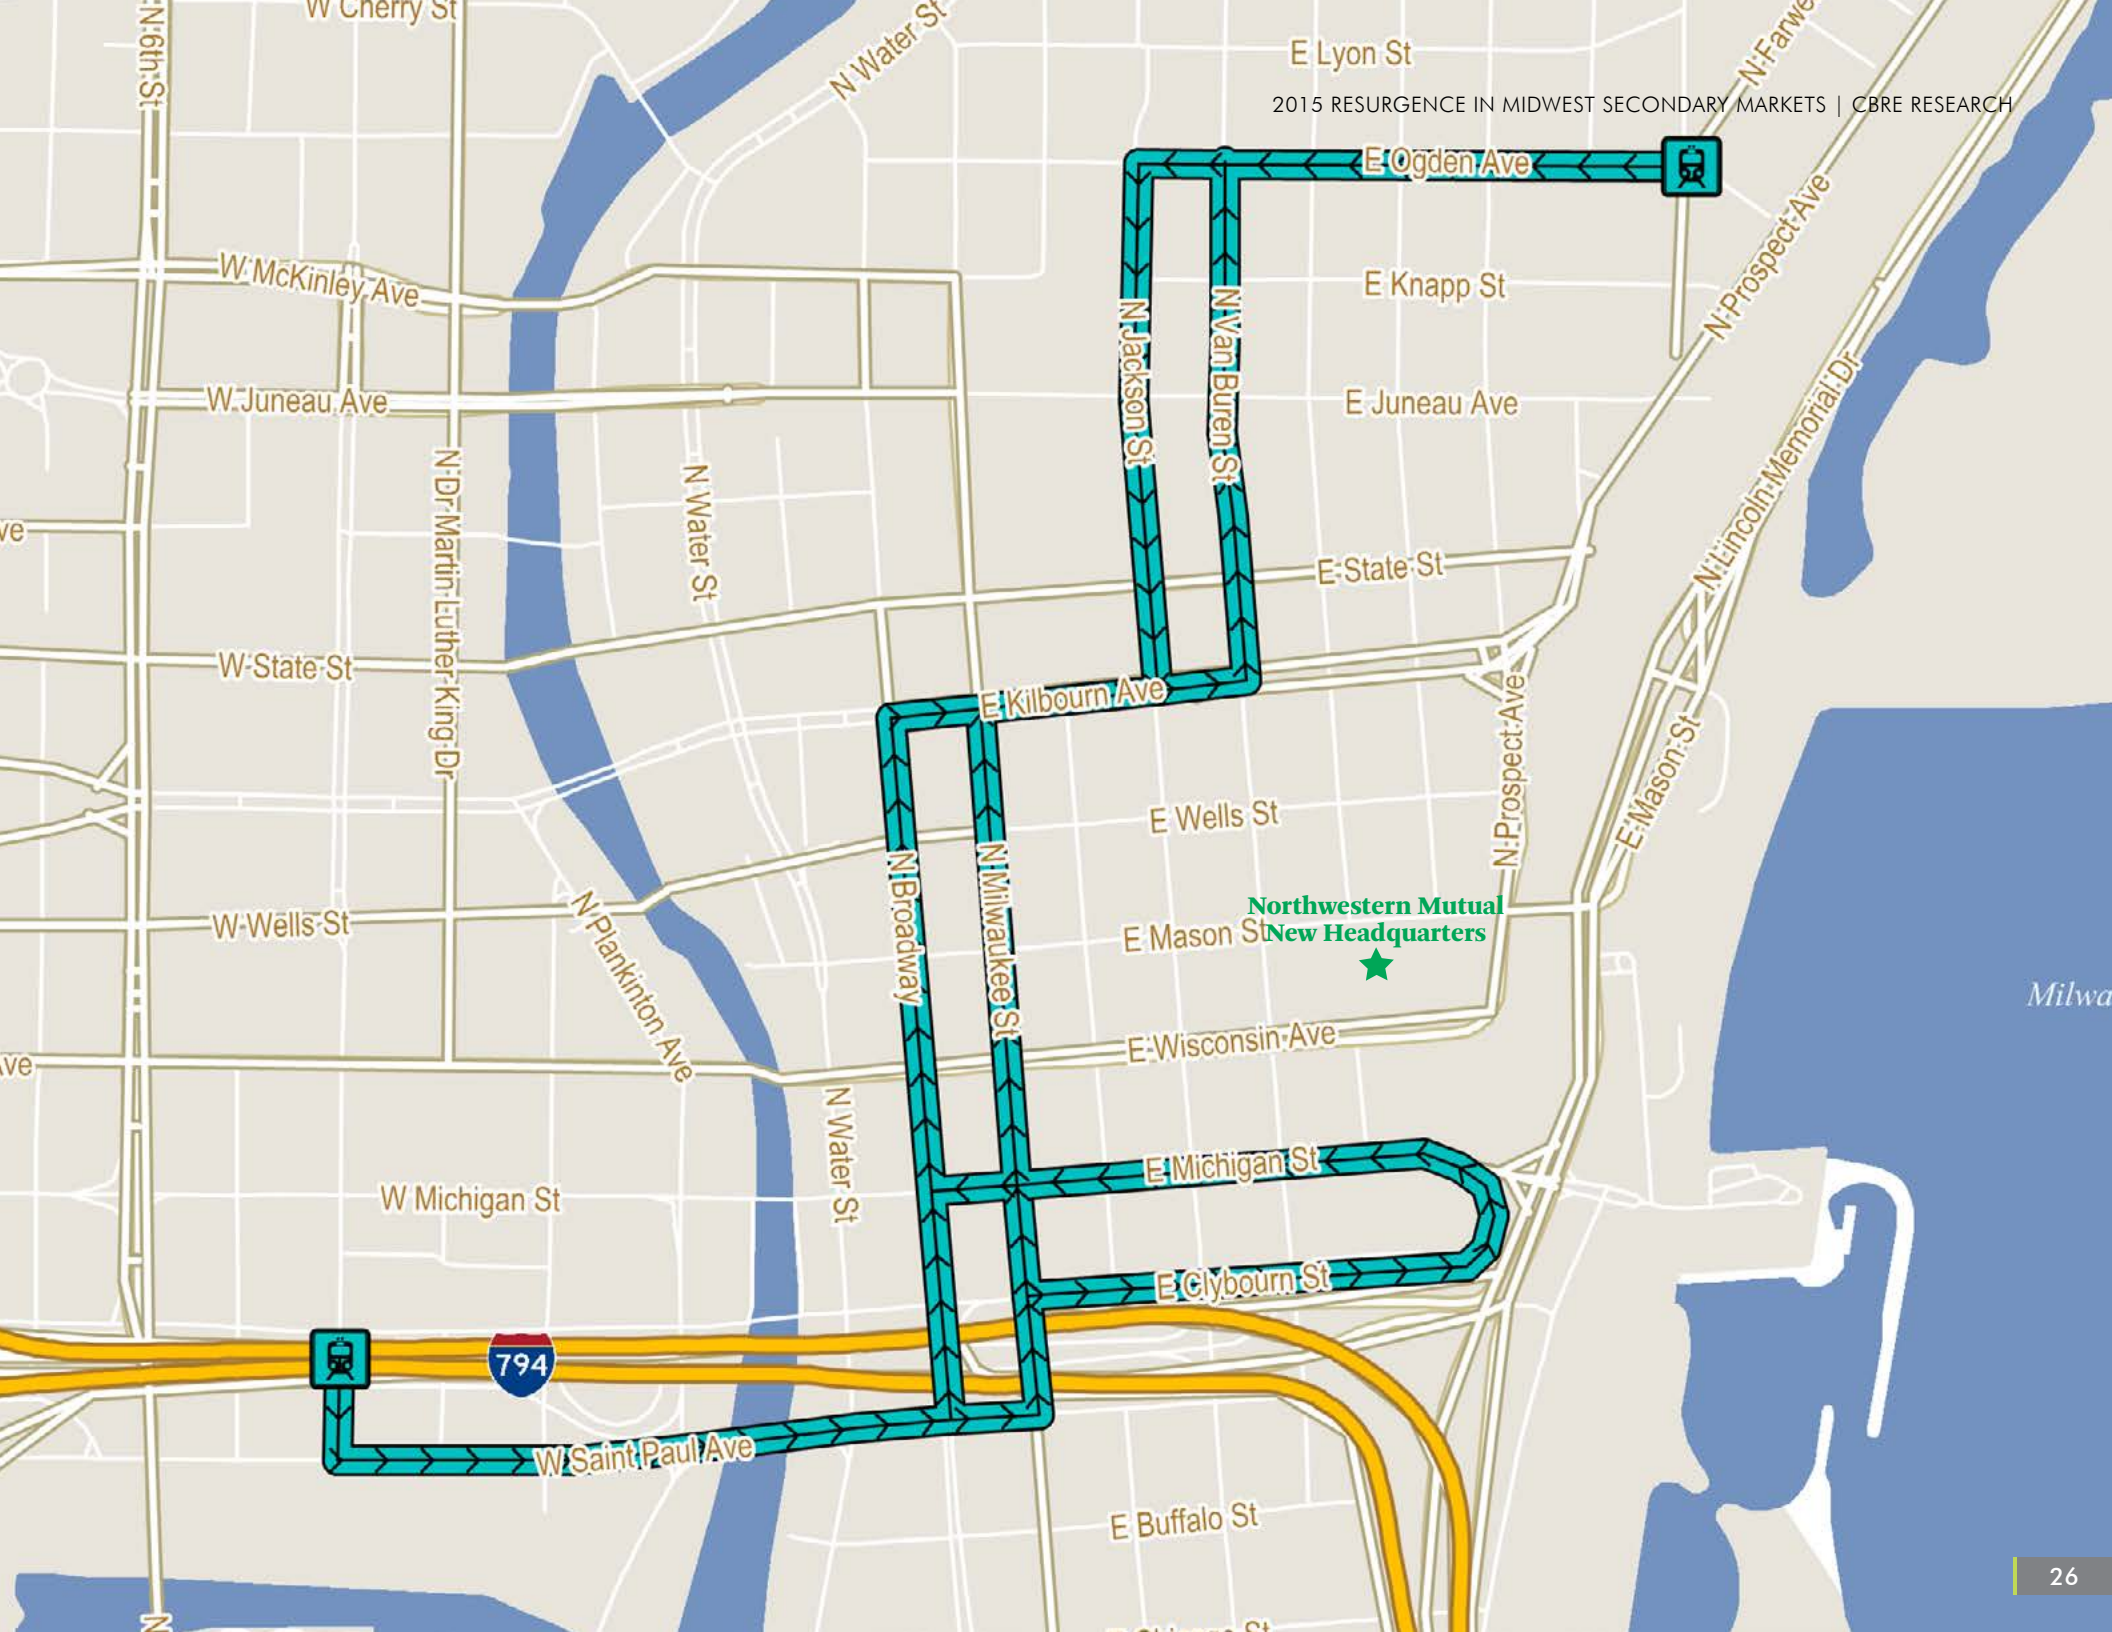 W Cherry St
N 6th St
N Water St
E Lyon St
2015 RESURGENCE IN MIDWEST SECONDARY MARKETS | CBRE RESEARCH
E Ogden Ave
N Prospect Ave
W McKinley Ave
E Knapp St
N Jackson St
N Van Buren St
W Juneau Ave
E Juneau Ave
N Lincoln Memorial Dr
N Dr Martin Luther King Dr
N Water St
E State St
W State St
E Kilbourn Ave
N Prospect Ave
E Mason St
E Wells St
N Broadway
N Milwaukee St
Northwestern Mutual
New Headquarters
E Mason St
W Wells St
N Plankinton Ave
E Wisconsin Ave
N Water St
E Michigan St
W Michigan St
E Clybourn St
794
W Saint Paul Ave
E Buffalo St
26